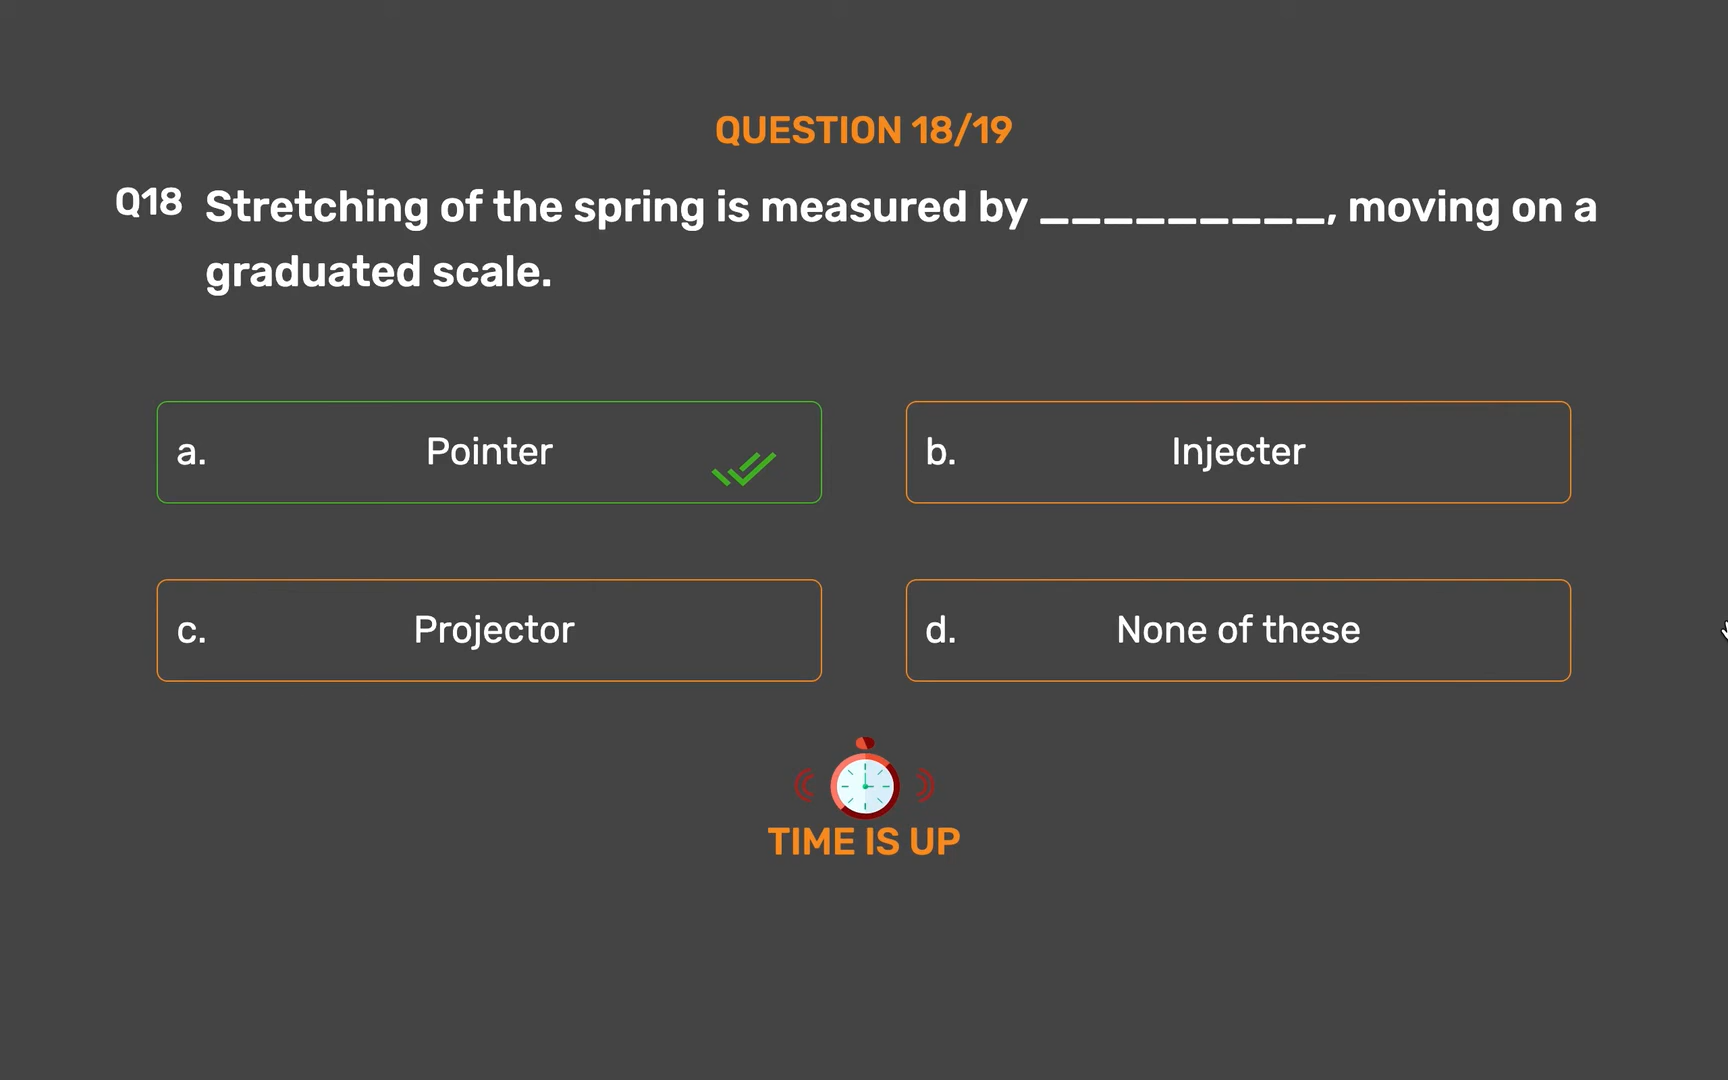 QUESTION 18/19
Q18 Stretching of the spring is measured by _________, moving on a
graduated scale.
a. Pointer
b. Injecter
c. Projector
d. None of these
TIME IS UP